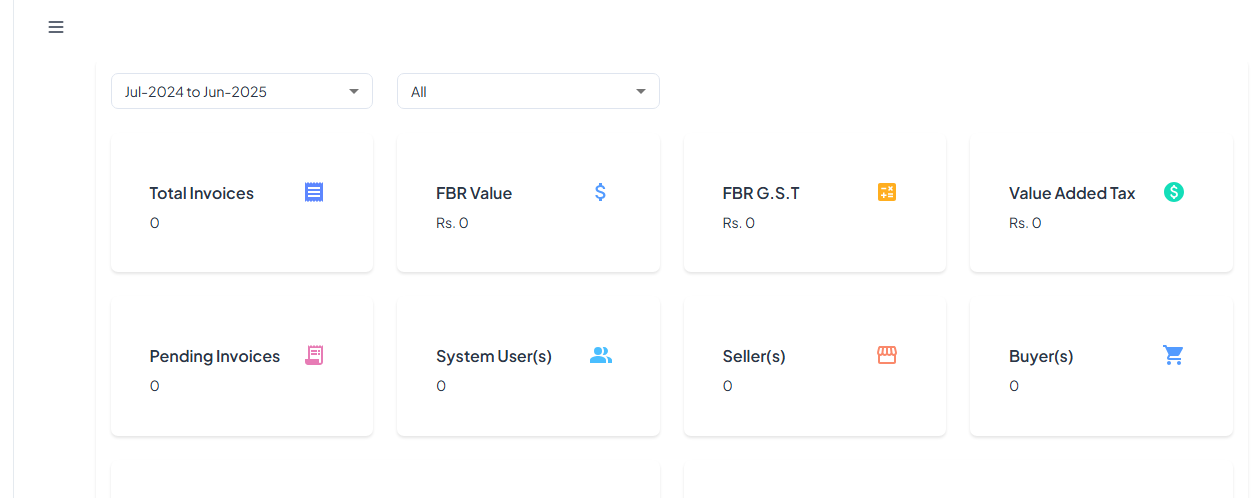 Jul-2024 to Jun-2025 All
Total Invoices FBR Value FBR G.S.T Value Added Tax
0 Rs. 0 Rs. 0 Rs. 0
Pending Invoices System User(s) Seller(s) Buyer(s)
0 0 0 0